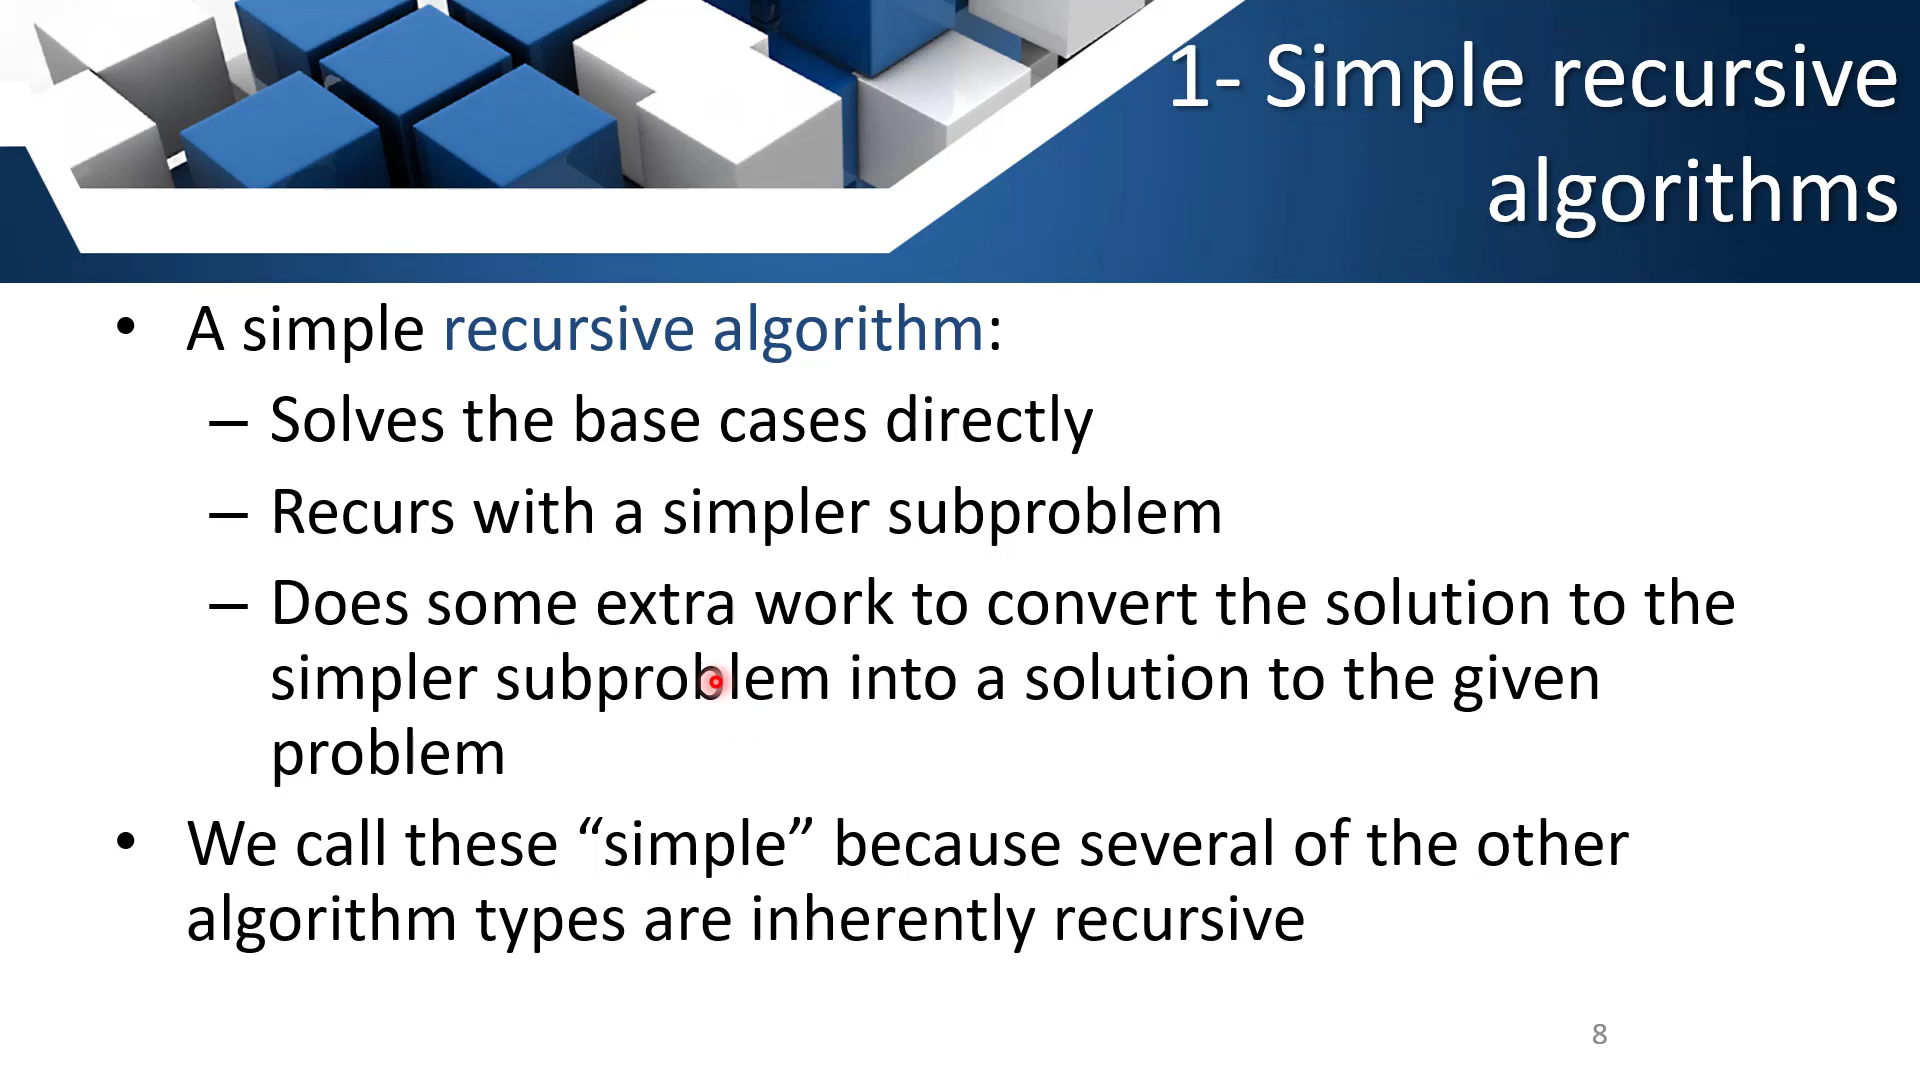 1- Simple recursive
algorithms
• A simple recursive algorithm:
– Solves the base cases directly
– Recurs with a simpler subproblem
– Does some extra work to convert the solution to the
simpler subproblem into a solution to the given
problem
• We call these “simple” because several of the other
algorithm types are inherently recursive
8